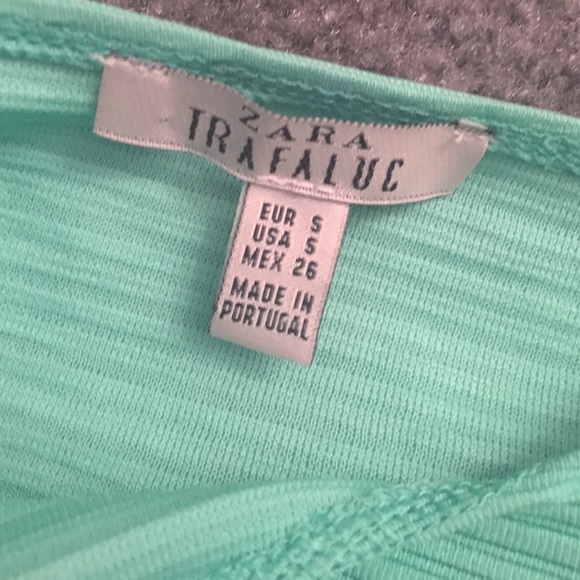 ZARA
TRAFALUC
EUR S
USA S
MEX 26
MADE IN
PORTUGAL